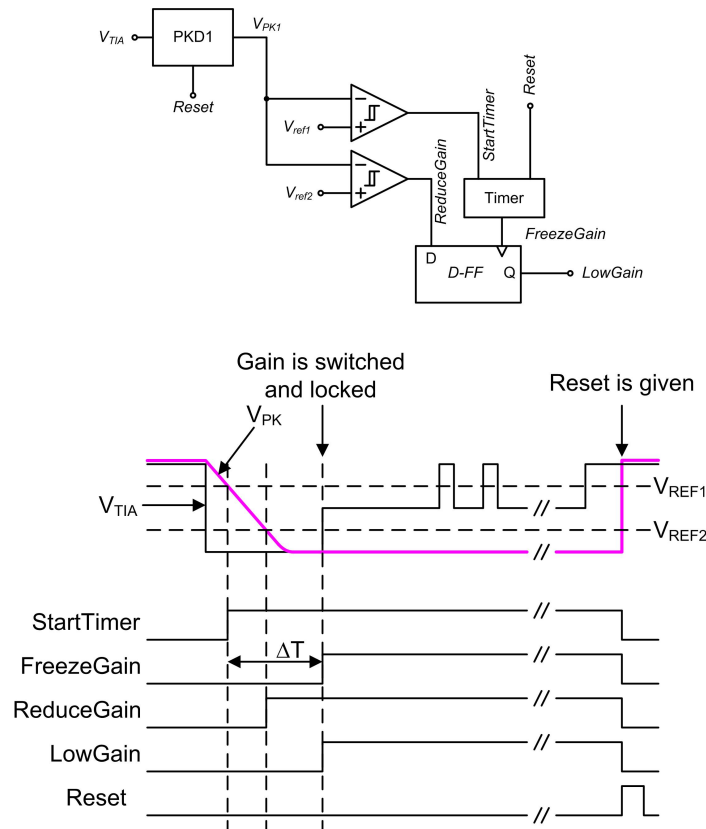 V_TIA
PKD1
V_PK1
Reset
Reset
V_ref1
−
+
StartTimer
V_ref2
−
+
ReduceGain
Timer
FreezeGain
D
D-FF
Q
LowGain
Gain is switched
and locked
Reset is given
V_PK
V_TIA
V_REF1
V_REF2
//
//
StartTimer
//
FreezeGain
ΔT
//
ReduceGain
//
LowGain
//
Reset
//